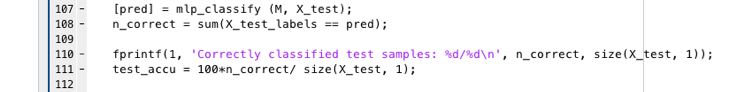 107 - [pred] = mlp_classify (M, X_test);
108 - n_correct = sum(X_test_labels == pred);
109
110 - fprintf(1, 'Correctly classified test samples: %d/%d\n', n_correct, size(X_test, 1));
111 - test_accu = 100*n_correct/ size(X_test, 1);
112